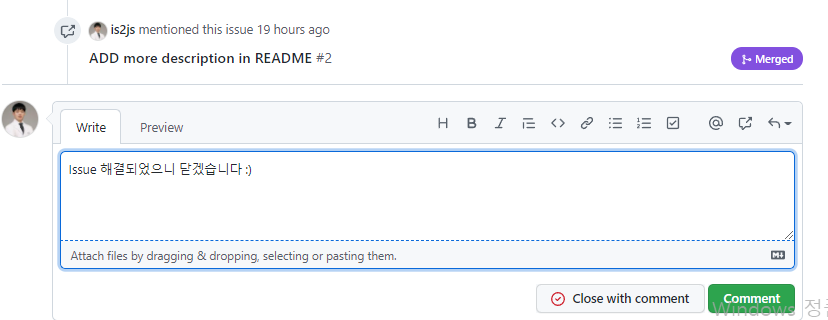 is2js mentioned this issue 19 hours ago
ADD more description in README #2
Merged
Write Preview
Issue 해결되었으니 닫겠습니다 :)
Attach files by dragging & dropping, selecting or pasting them.
Close with comment Comment
Windows 정